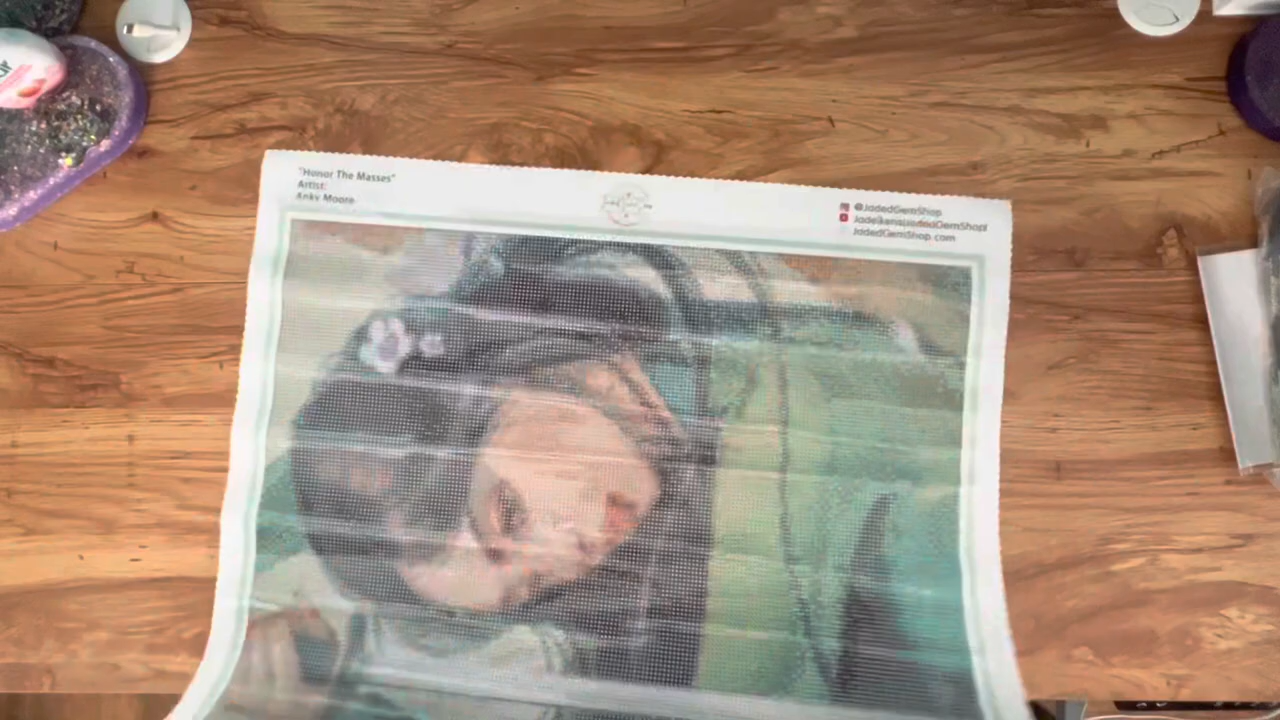 "Honor The Masses"
Artist:
Anky Moore
@JadedGemShop
JadedGemShop.com